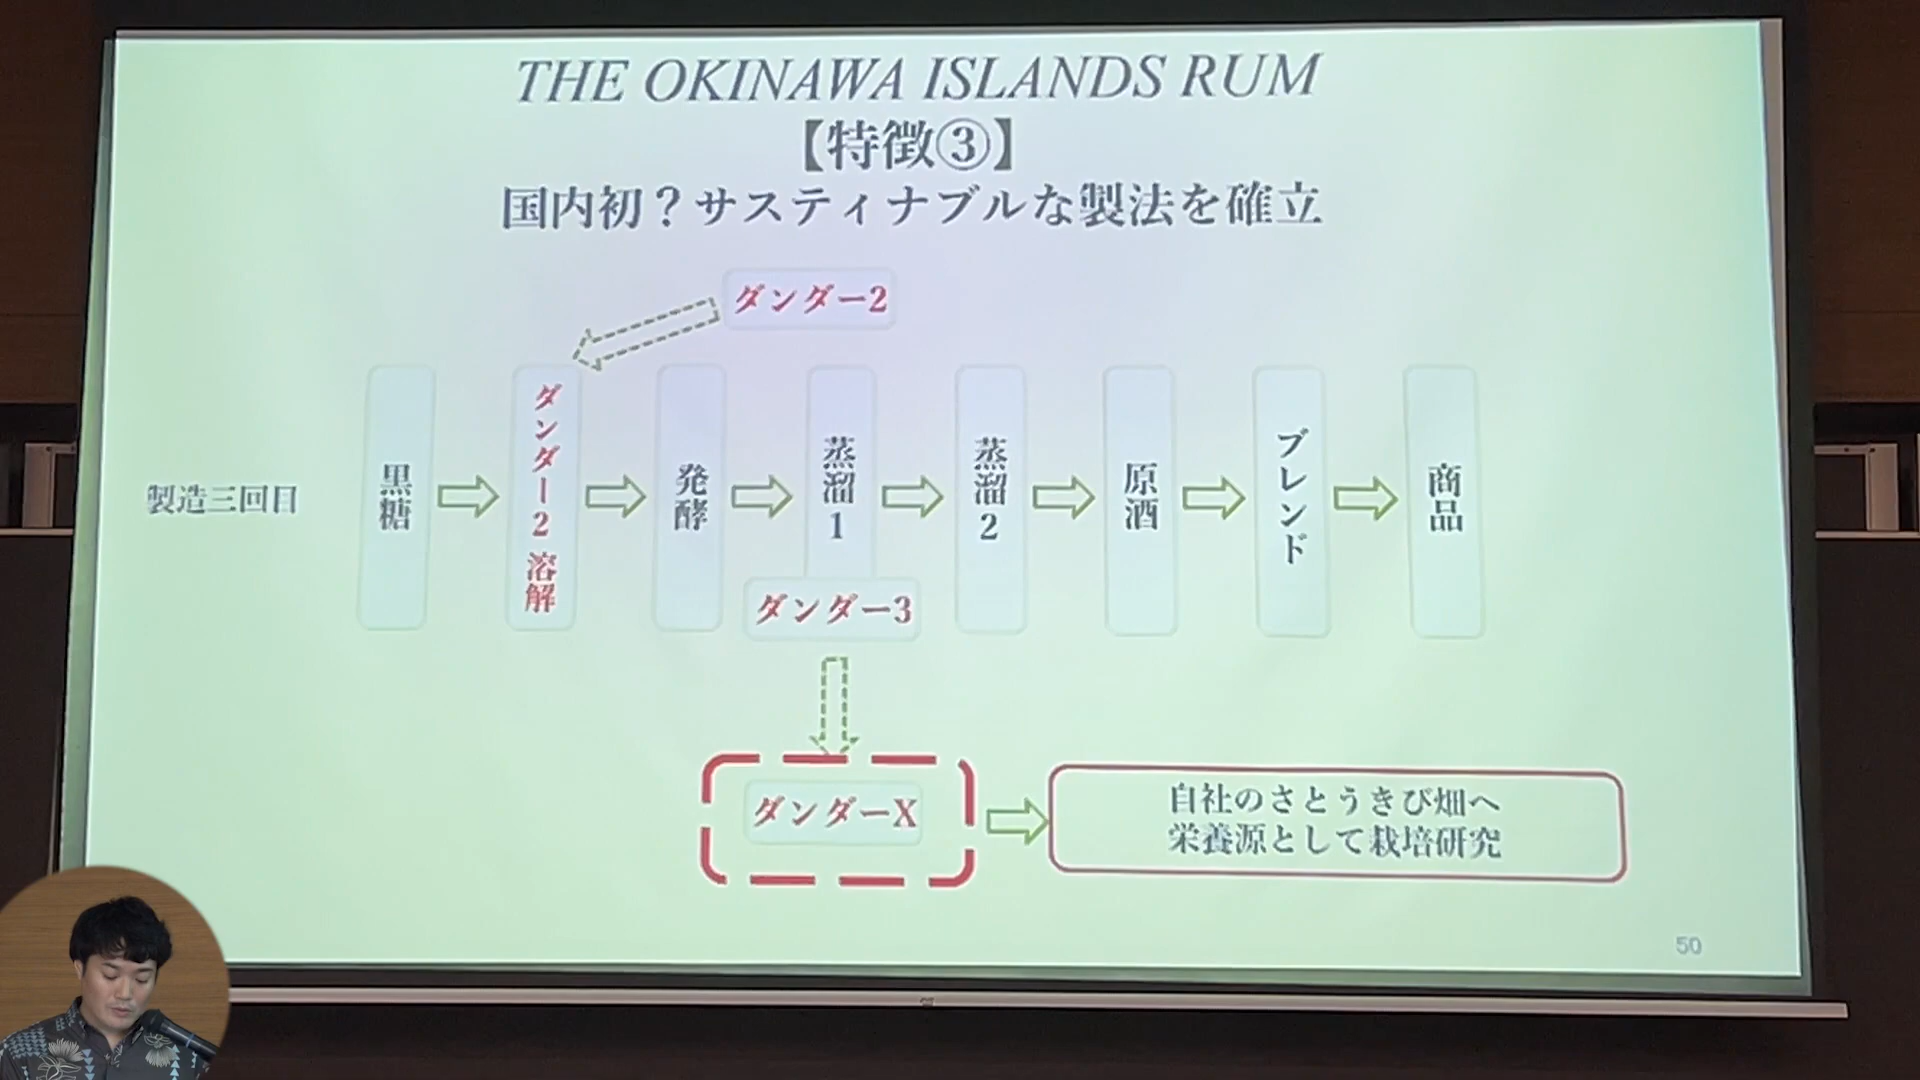 THE OKINAWA ISLANDS RUM
【特徴③】
国内初？サスティナブルな製法を確立
ダンダー2
製造三回目
黒糖
ダンダー2 溶解
発酵
蒸溜1
蒸溜2
原酒
ブレンド
商品
ダンダー3
ダンダーX
自社のさとうきび畑へ
栄養源として栽培研究
50